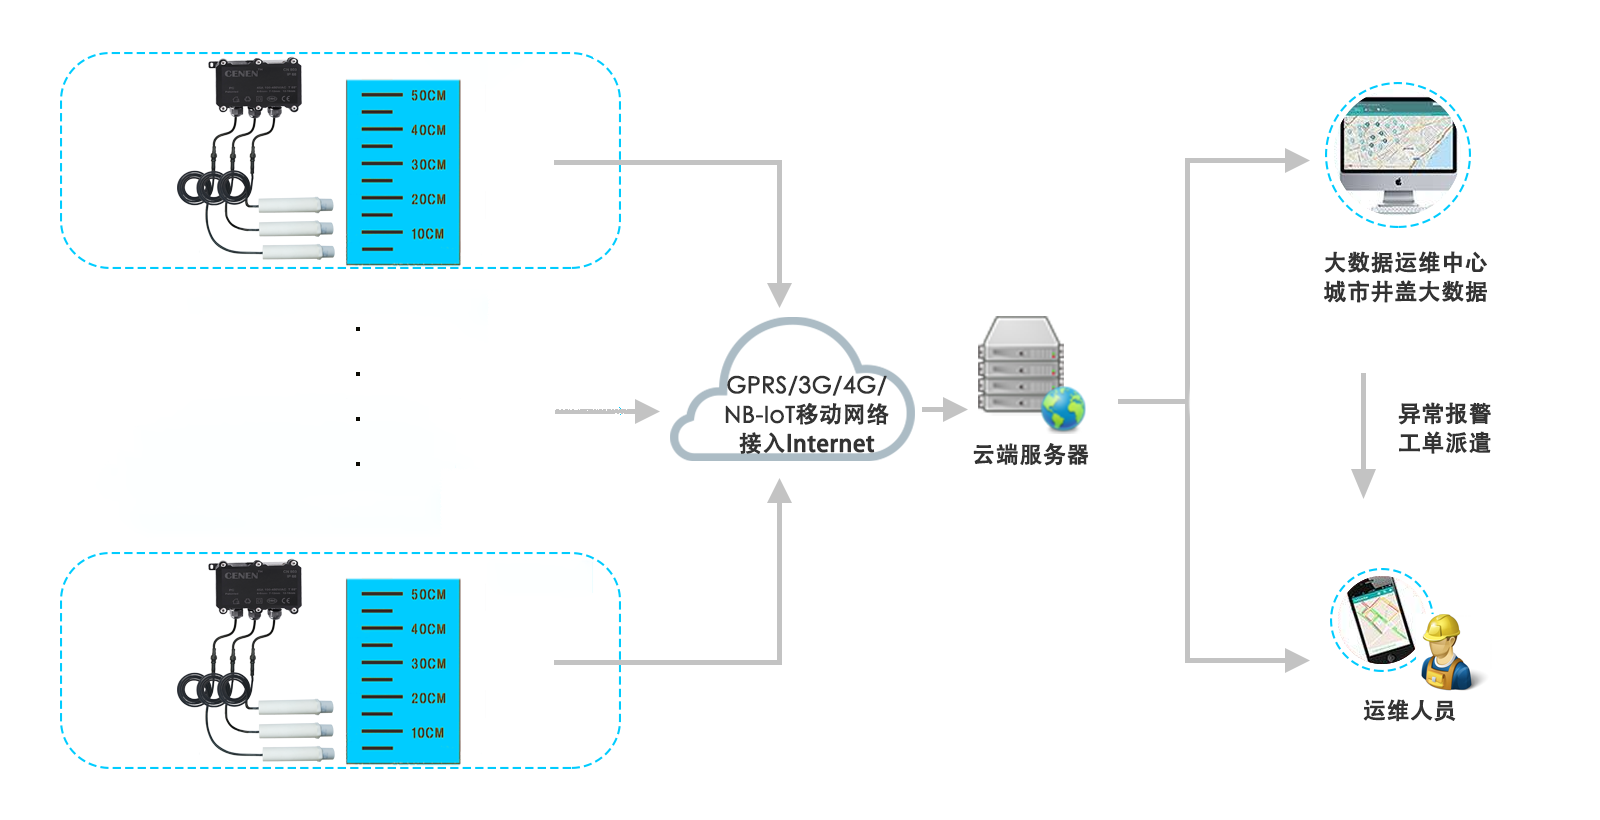 GENEN
50CM
40CM
30CM
20CM
10CM
GPRS/3G/4G/
NB-IoT移动网络
接入Internet
云端服务器
大数据运维中心
城市井盖大数据
异常报警
工单派遣
运维人员
GENEN
50CM
40CM
30CM
20CM
10CM